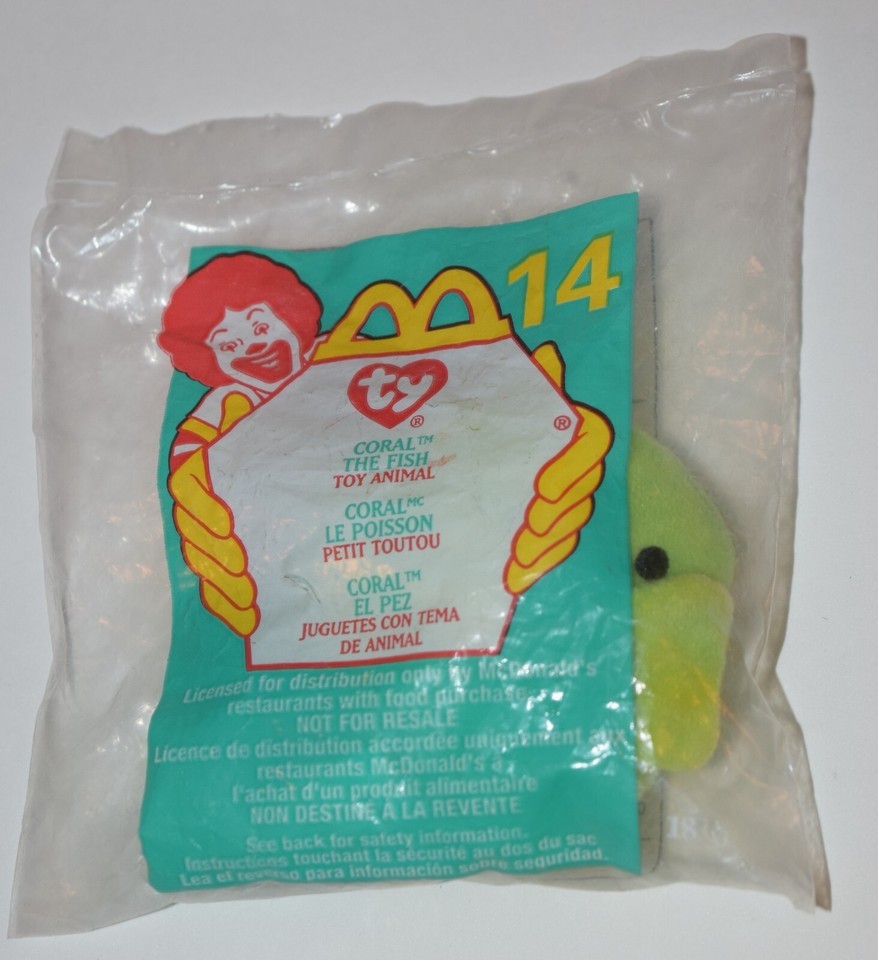 14
ty®
®
CORAL™
THE FISH
TOY ANIMAL
CORAL MC
LE POISSON
PETIT TOUTOU
CORAL™
EL PEZ
JUGUETES CON TEMA
DE ANIMAL
Licensed for distribution only by McDonald's
restaurants with food purchase.
NOT FOR RESALE
Licence de distribution accordée uniquement aux
restaurants McDonald's à
l'achat d'un produit alimentaire
NON DESTINÉ A LA REVENTE
See back for safety information.
Instructions touchant la sécurité au dos du sac
Lea el reverso para información sobre seguridad.